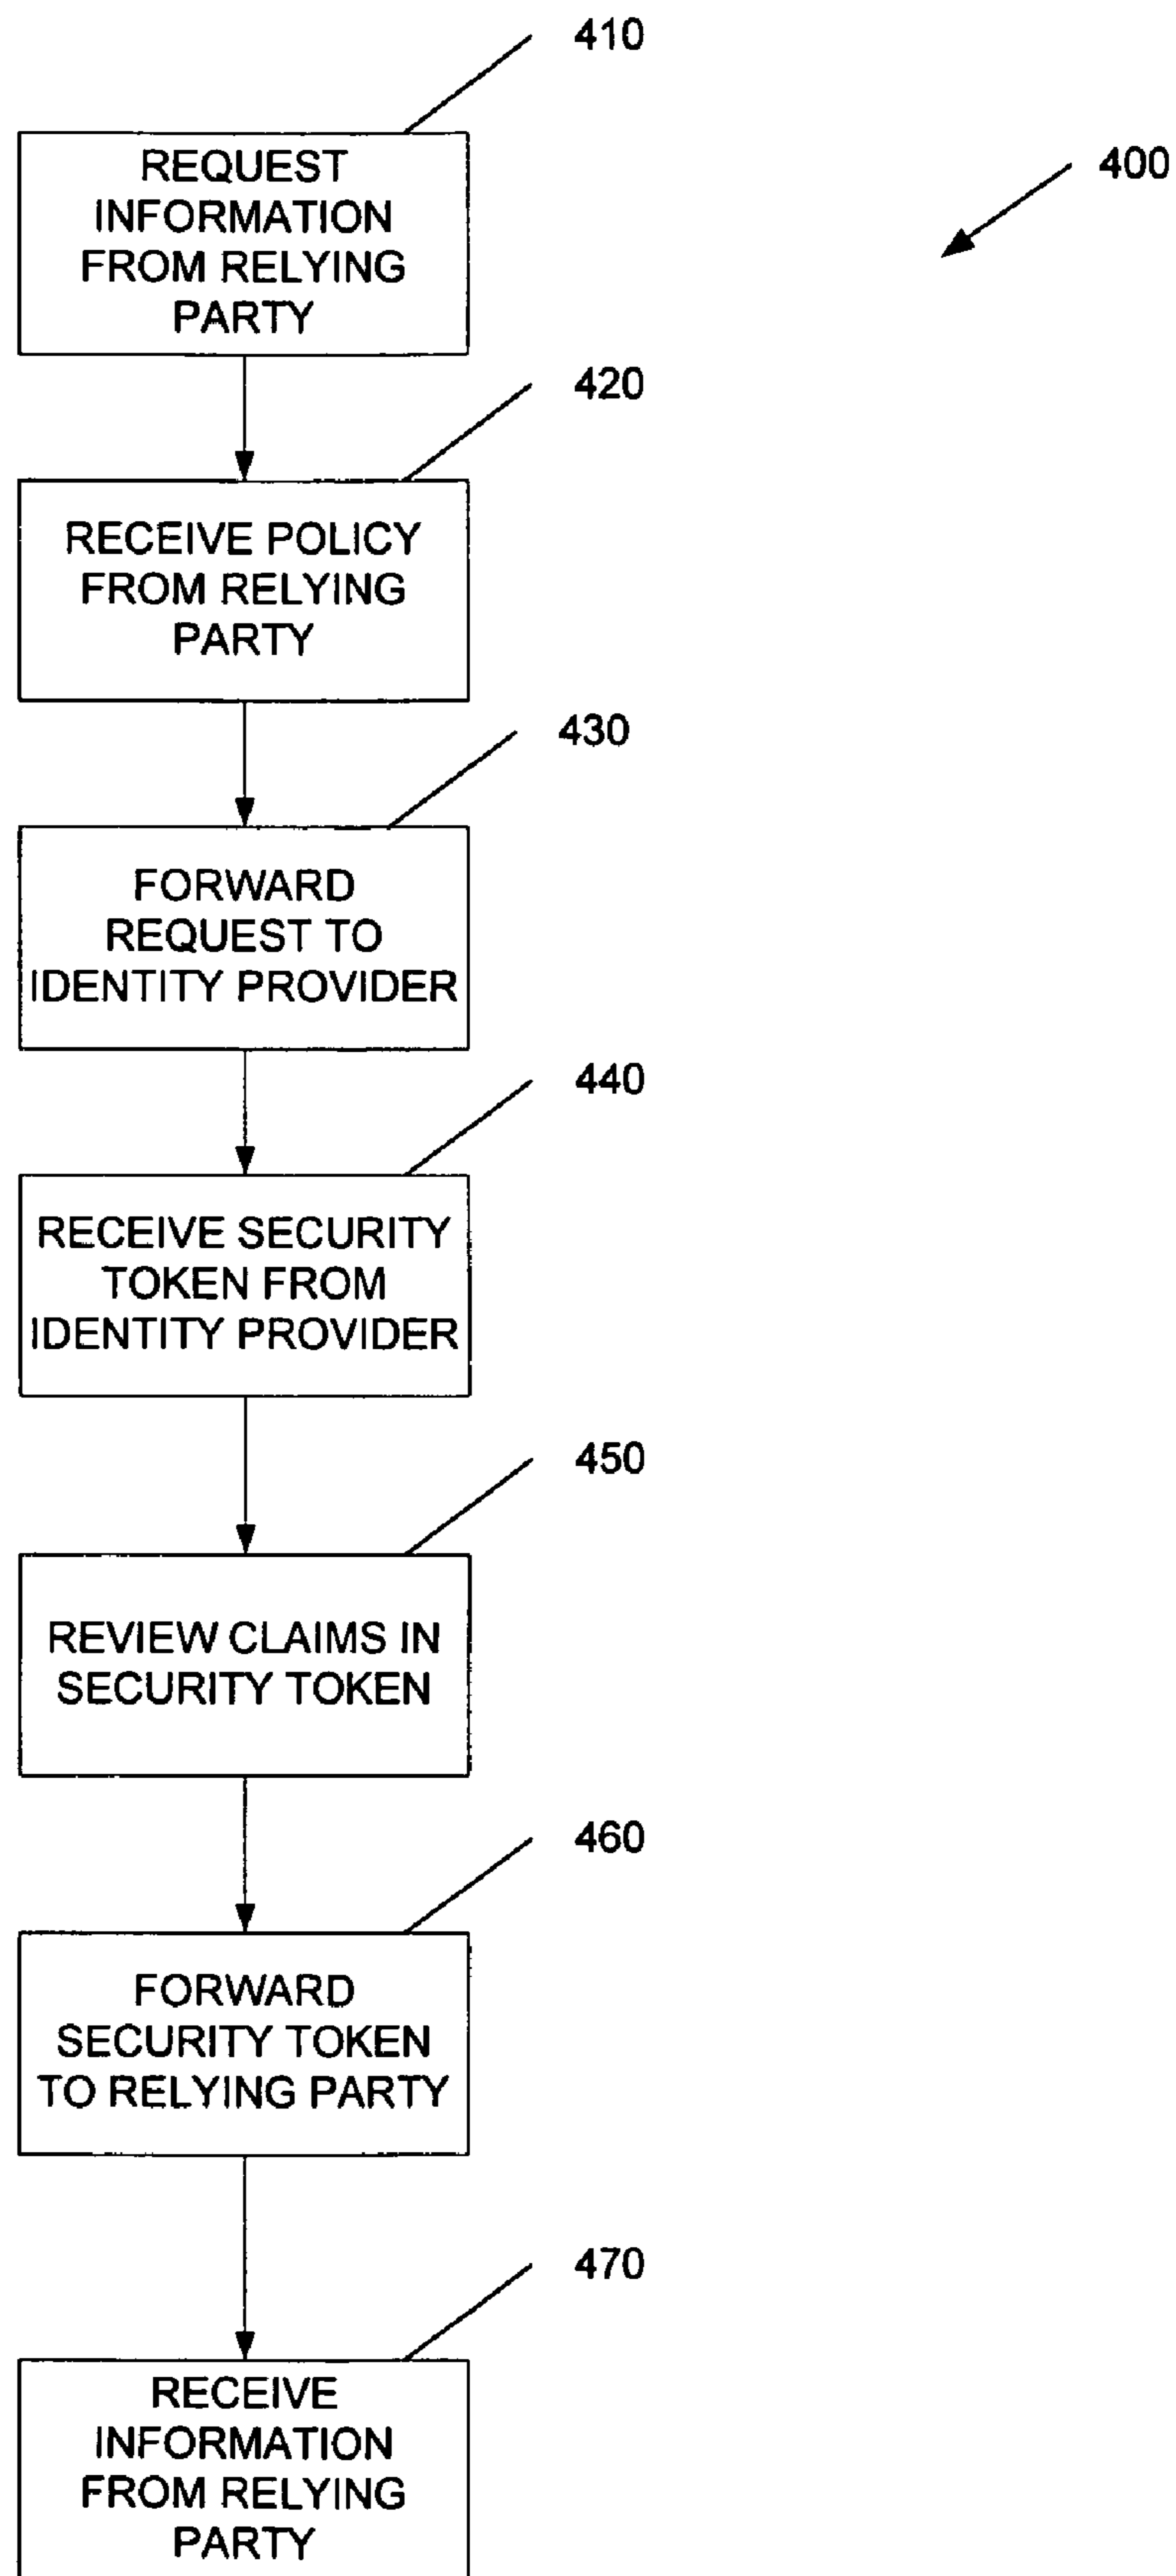 410
400
REQUEST
INFORMATION
FROM RELYING
PARTY
420
RECEIVE POLICY
FROM RELYING
PARTY
430
FORWARD
REQUEST TO
IDENTITY PROVIDER
440
RECEIVE SECURITY
TOKEN FROM
IDENTITY PROVIDER
450
REVIEW CLAIMS IN
SECURITY TOKEN
460
FORWARD
SECURITY TOKEN
TO RELYING PARTY
470
RECEIVE
INFORMATION
FROM RELYING
PARTY